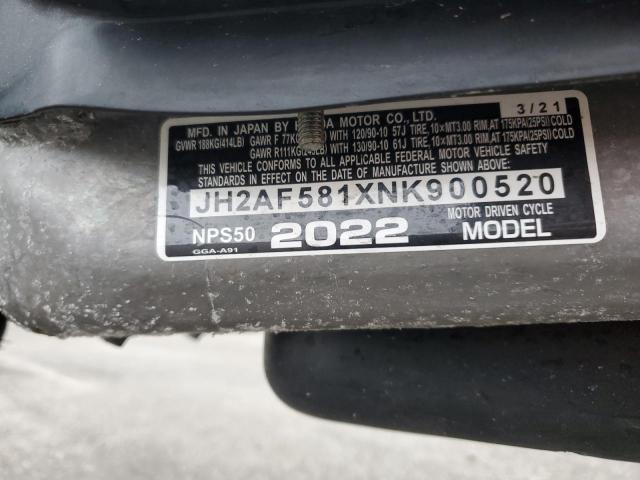 3/21
MFD. IN JAPAN BY MOTOR CO., LTD.
GVWR 188KG(414LB) GAWR F 77KG WITH 120/90-10 57J TIRE, 10×MT3.00 RIM, AT 175KPA(25PSI) COLD
GAWR R111KG( WITH 130/90-10 61J TIRE, 10×MT3.00 RIM, AT 175KPA(25PSI) COLD
THIS VEHICLE CONFORMS TO ALL APPLICABLE FEDERAL MOTOR VEHICLE SAFETY
STANDARDS IN EFFECT ON THE DATE OF MANUFACTURE SHOWN ABOVE:
JH2AF581XNK900520
NPS50 2022 MOTOR DRIVEN CYCLE
MODEL
GGA-A91